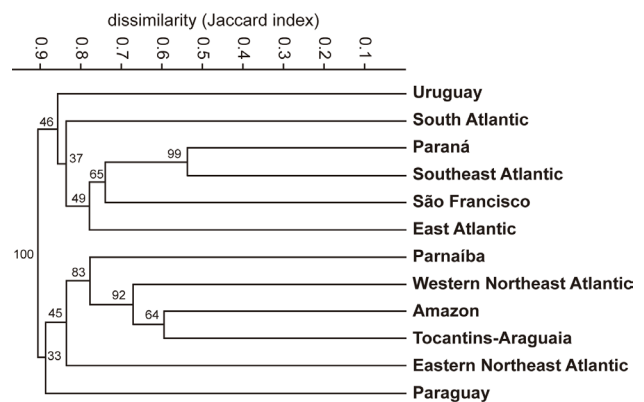 dissimilarity (Jaccard index)
0.9 0.8 0.7 0.6 0.5 0.4 0.3 0.2 0.1
Uruguay
46
South Atlantic
37
Paraná
99
Southeast Atlantic
65
São Francisco
49
East Atlantic
100
Parnaíba
83
Western Northeast Atlantic
92
Amazon
64
Tocantins-Araguaia
45
Eastern Northeast Atlantic
33
Paraguay